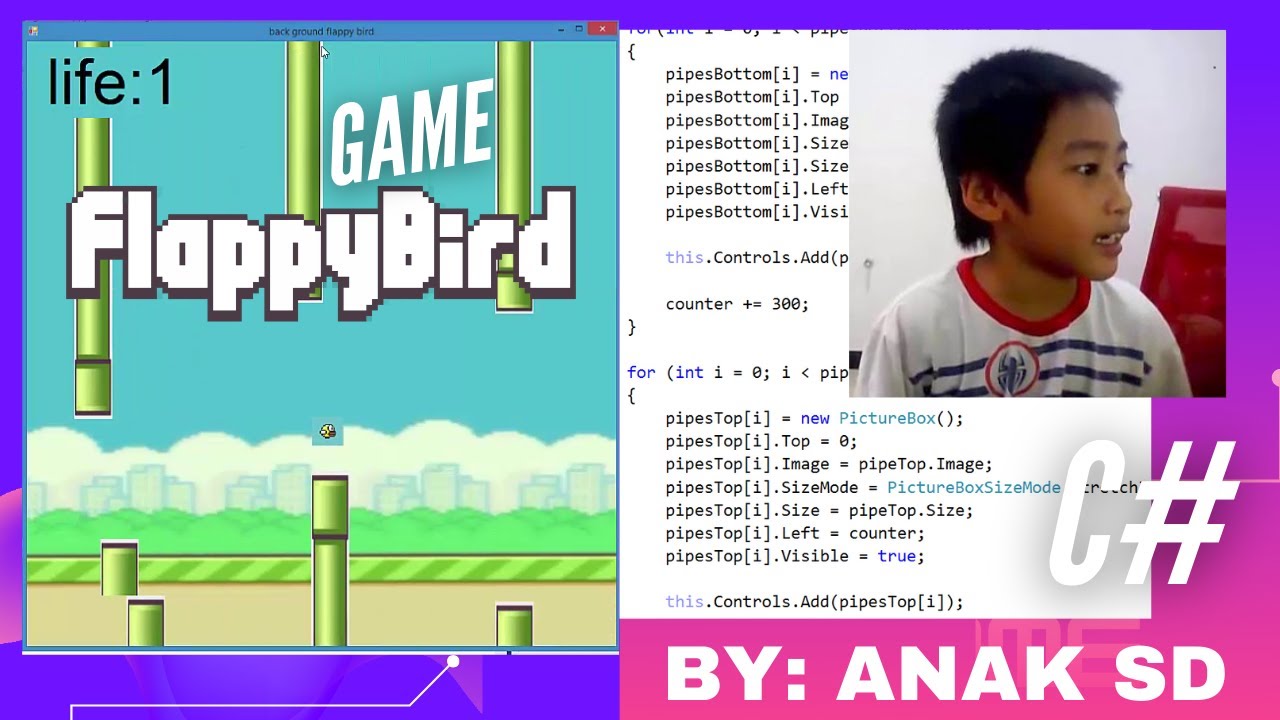 back ground flappy bird
life:1
GAME
FlappyBird
{
pipesBottom[i] = ne
pipesBottom[i].Top
pipesBottom[i].Imag
pipesBottom[i].Size
pipesBottom[i].Size
pipesBottom[i].Left
pipesBottom[i].Visi
this.Controls.Add(p
counter += 300;
}
for (int i = 0; i < pip
{
pipesTop[i] = new PictureBox();
pipesTop[i].Top = 0;
pipesTop[i].Image = pipeTop.Image;
pipesTop[i].SizeMode = PictureBoxSizeMode
pipesTop[i].Size = pipeTop.Size;
pipesTop[i].Left = counter;
pipesTop[i].Visible = true;
this.Controls.Add(pipesTop[i]);
C#
BY: ANAK SD